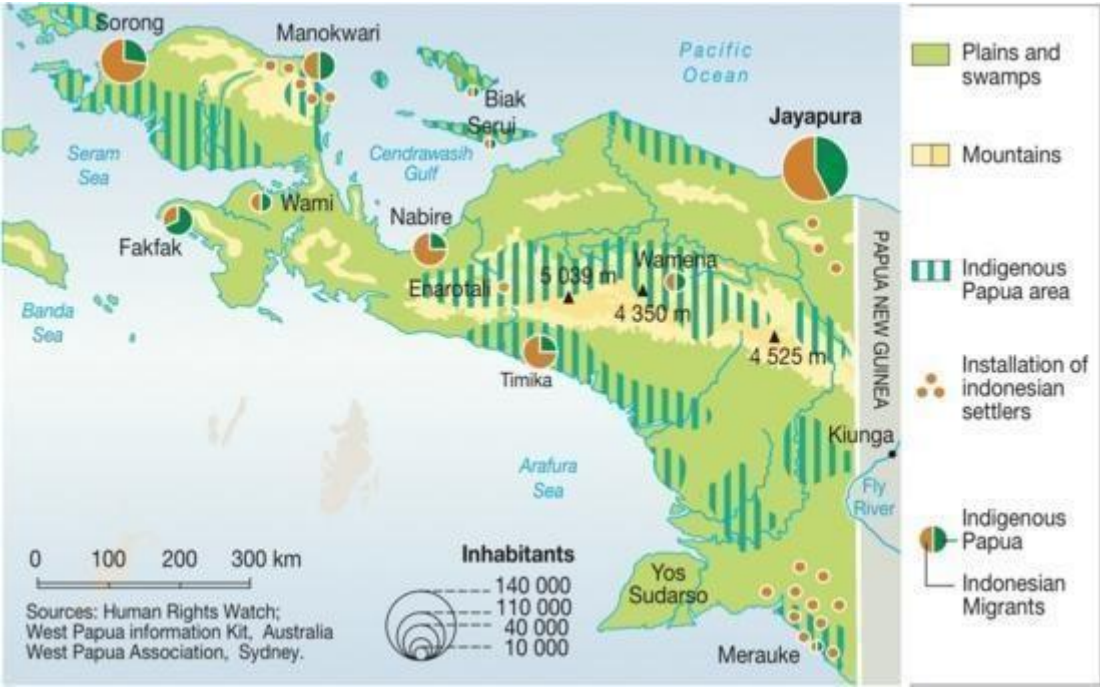 Sorong
Manokwari
Pacific
Ocean
Biak
Serui
Jayapura
Seram
Sea
Cendrawasih
Gulf
Wami
Nabire
Fakfak
Enarotali
5 039 m
Wamena
4 350 m
4 525 m
Banda
Sea
Timika
PAPUA NEW GUINEA
Kiunga
Arafura
Sea
Fly
River
Yos
Sudarso
Merauke
0 100 200 300 km
Sources: Human Rights Watch;
West Papua information Kit, Australia
West Papua Association, Sydney.
Inhabitants
140 000
110 000
40 000
10 000
Plains and
swamps
Mountains
Indigenous
Papua area
Installation of
indonesian
settlers
Indigenous
Papua
Indonesian
Migrants